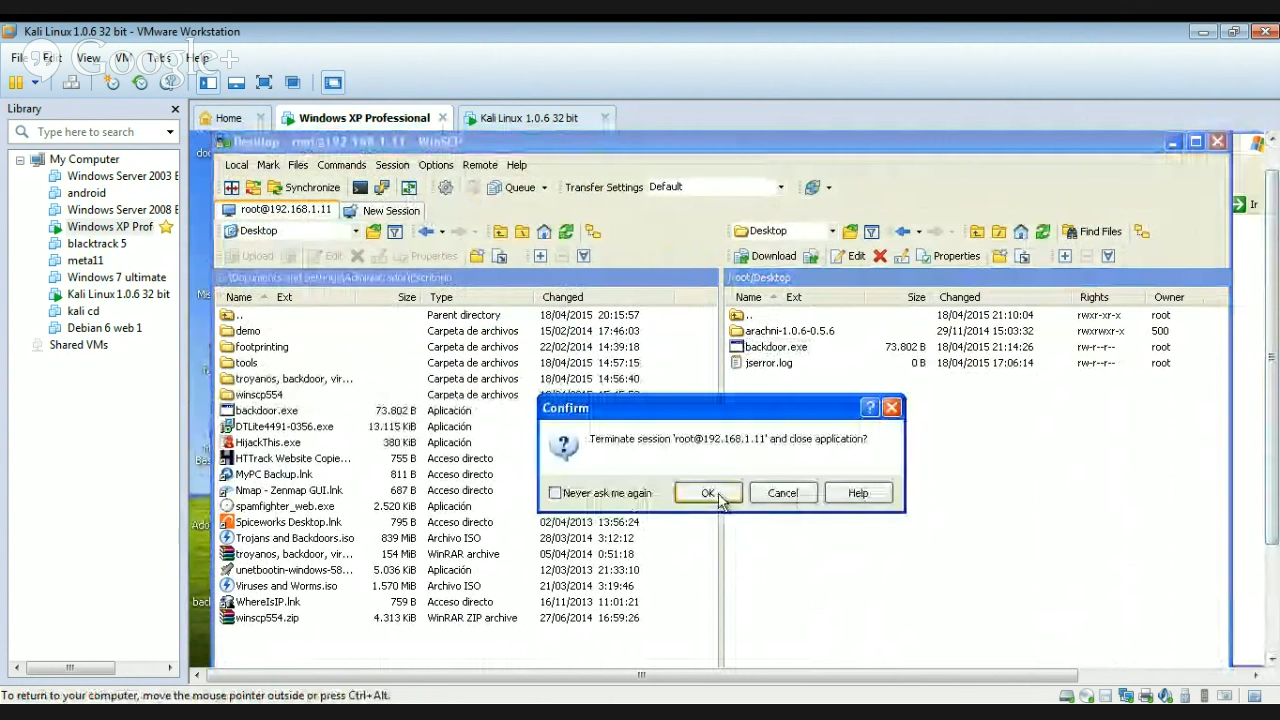 Kali Linux 1.0.6 32 bit - VMware Workstation
File Edit View VM Tabs Help
Google+
Library
Type here to search
My Computer
Windows Server 2003 E
android
Windows Server 2008 E
Windows XP Prof
blacktrack 5
meta11
Windows 7 ultimate
Kali Linux 1.0.6 32 bit
kali cd
Debian 6 web 1
Shared VMs
Home
Windows XP Professional
Kali Linux 1.0.6 32 bit
Desktop - root@192.168.1.11 - WinSCP
Local Mark Files Commands Session Options Remote Help
Synchronize
Queue
Transfer Settings Default
root@192.168.1.11
New Session
Desktop
Upload Edit Properties
Name Ext Size Type Changed
.. Parent directory 18/04/2015 20:15:57
demo Carpeta de archivos 18/04/2015 17:46:03
footprinting Carpeta de archivos 22/02/2014 14:39:18
tools Carpeta de archivos 18/04/2015 14:57:15
troyanos, backdoor, vir... Carpeta de archivos 18/04/2015 14:56:40
winscp554 Carpeta de archivos
backdoor.exe 73.802 B Aplicación
DTLite4491-0356.exe 13.115 KiB Aplicación
HijackThis.exe 380 KiB Aplicación
HTTrack Website Copie... 755 B Acceso directo
MyPC Backup.lnk 811 B Acceso directo
Nmap - Zenmap GUI.lnk 687 B Acceso directo
spamfighter_web.exe 2.520 KiB Aplicación
Spiceworks Desktop.lnk 795 B Acceso directo 02/04/2013 13:56:24
Trojans and Backdoors.iso 839 MiB Archivo ISO 28/03/2014 3:12:12
troyanos, backdoor, vir... 154 MiB WinRAR archive 05/04/2014 0:51:18
unetbootin-windows-58... 5.036 KiB Aplicación 12/03/2013 21:33:10
Viruses and Worms.iso 1.570 MiB Archivo ISO 21/03/2014 3:19:46
WhereIsIP.lnk 759 B Acceso directo 16/11/2013 11:01:21
winscp554.zip 4.313 KiB WinRAR ZIP archive 27/06/2014 16:59:26
Desktop
Find Files
Download Edit Properties
/root/Desktop
Name Ext Size Changed Rights Owner
.. 18/04/2015 21:10:04 rwxr-xr-x root
arachni-1.0.6-0.5.6 29/11/2014 15:03:32 rwxrwxr-x 500
backdoor.exe 73.802 B 18/04/2015 21:14:26 rw-r--r-- root
jserror.log 0 B 18/04/2015 17:06:14 rw-r--r-- root
Confirm
Terminate session 'root@192.168.1.11' and close application?
Never ask me again
OK
Cancel
Help
Ir
To return to your computer, move the mouse pointer outside or press Ctrl+Alt.